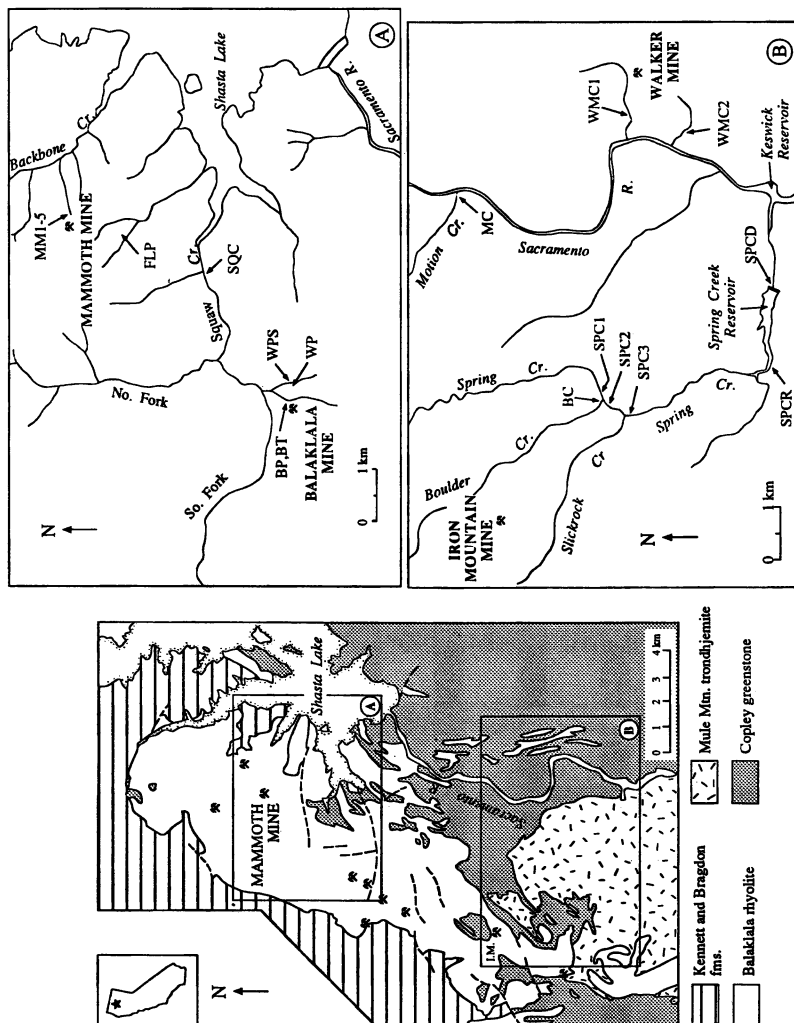 N
MAMMOTH
MINE
Shasta Lake
A
Sacramento R.
I.M.
B
0 1 2 3 4 km
Kennett and Bragdon
fms.
Balaklala rhyolite
Mule Mtn. trondhjemite
Copley greenstone
N
0 1 km
So. Fork
No. Fork
BP,BT
BALAKLALA
MINE
WPS
WP
Squaw
Cr.
SQC
FLP
MM1-5
MAMMOTH MINE
Backbone
Cr.
Shasta Lake
Sacramento R.
A
IRON
MOUNTAIN
MINE
Boulder
Cr.
Slickrock
Cr
Spring
Cr.
BC
SPC1
SPC2
SPC3
Spring
Cr.
SPCR
Spring Creek
Reservoir
SPCD
Keswick
Reservoir
Motion
Cr.
MC
Sacramento
R.
WMC1
WALKER
MINE
WMC2
N
0 1 km
B